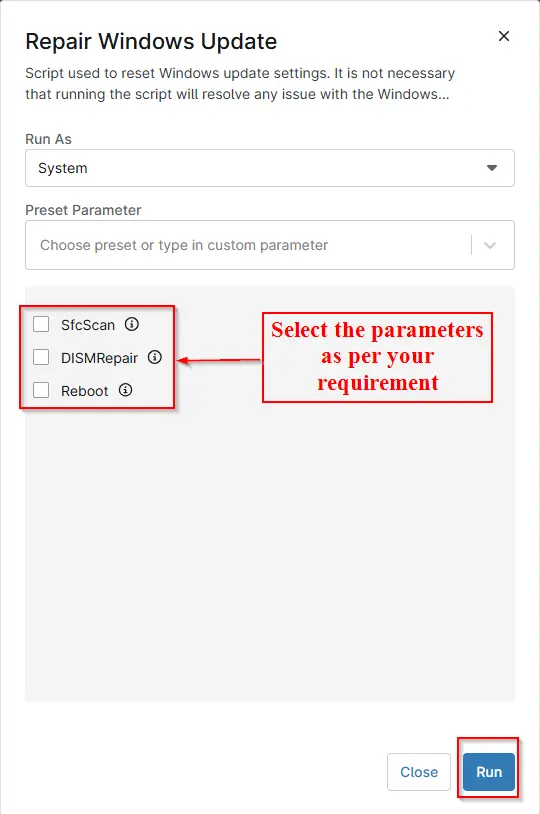 Repair Windows Update
Script used to reset Windows update settings. It is not necessary
that running the script will resolve any issue with the Windows...
Run As
System
Preset Parameter
Choose preset or type in custom parameter
SfcScan
DISMRepair
Reboot
Select the parameters
as per your
requirement
Close
Run